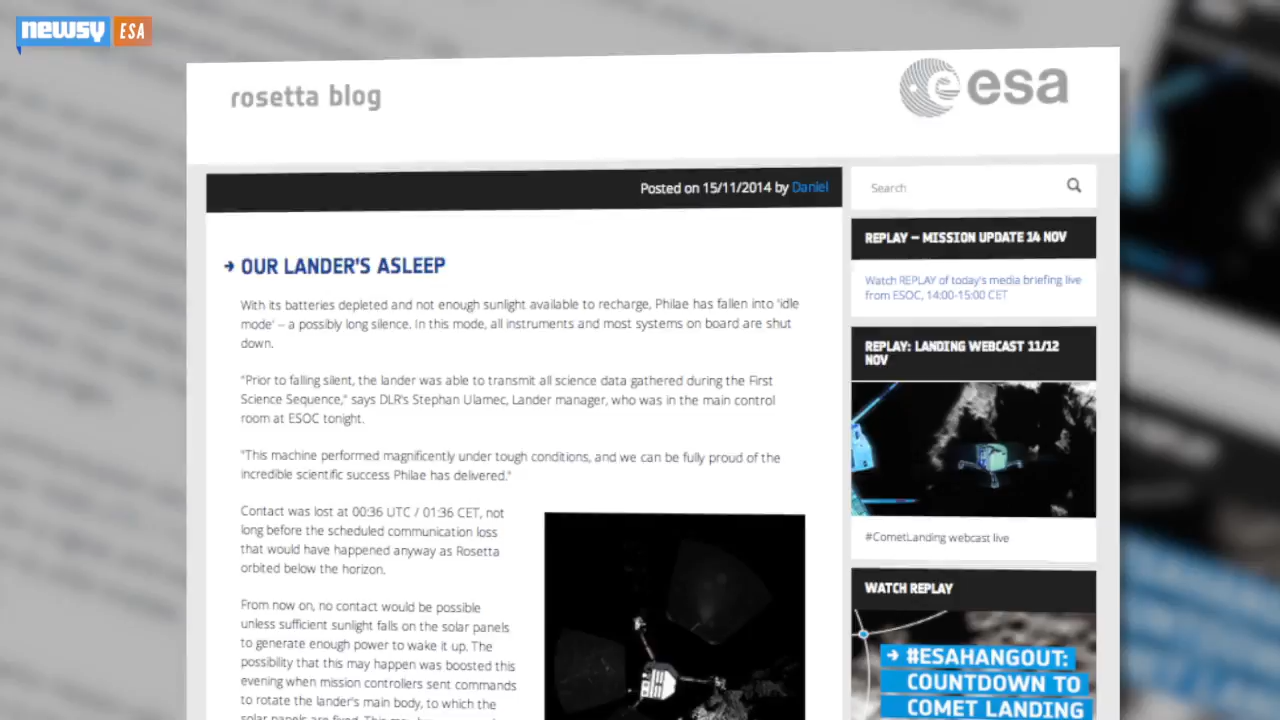 newsy ESA
rosetta blog
esa
Posted on 15/11/2014 by Daniel
Search
REPLAY – MISSION UPDATE 14 NOV
OUR LANDER'S ASLEEP
Watch REPLAY of today's media briefing live
from ESOC, 14:00-15:00 CET
With its batteries depleted and not enough sunlight available to recharge, Philae has fallen into 'idle
mode' – a possibly long silence. In this mode, all instruments and most systems on board are shut
down.
REPLAY: LANDING WEBCAST 11/12
NOV
"Prior to falling silent, the lander was able to transmit all science data gathered during the First
Science Sequence," says DLR's Stephan Ulamec, Lander manager, who was in the main control
room at ESOC tonight.
"This machine performed magnificently under tough conditions, and we can be fully proud of the
incredible scientific success Philae has delivered."
Contact was lost at 00:36 UTC / 01:36 CET, not
long before the scheduled communication loss
that would have happened anyway as Rosetta
orbited below the horizon.
#CometLanding webcast live
WATCH REPLAY
From now on, no contact would be possible
unless sufficient sunlight falls on the solar panels
to generate enough power to wake it up. The
possibility that this may happen was boosted this
evening when mission controllers sent commands
to rotate the lander's main body, to which the
solar panels are fixed. This may
#ESAHANGOUT:
COUNTDOWN TO
COMET LANDING